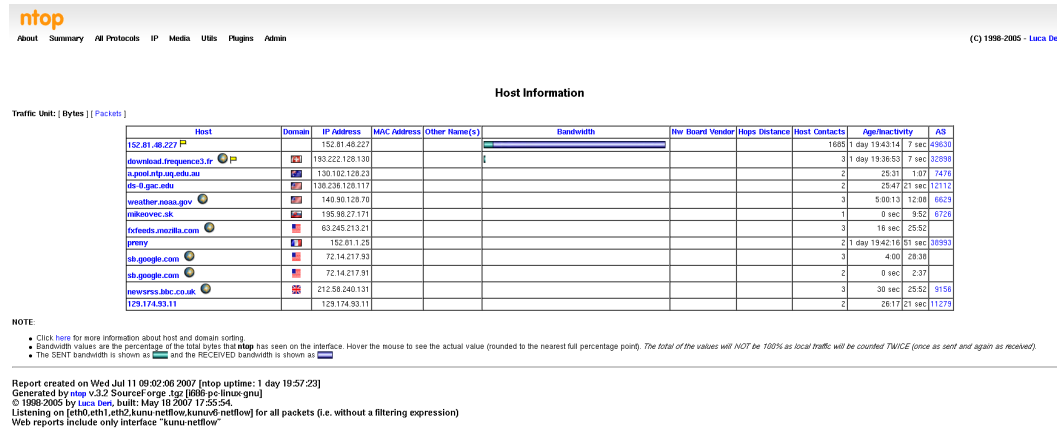 ntop
About Summary All Protocols IP Media Utils Plugins Admin
(C) 1998-2005 - Luca De
Host Information
Traffic Unit: [ Bytes ] [ Packets ]
Host Domain IP Address MAC Address Other Name(s) Bandwidth Nw Board Vendor Hops Distance Host Contacts Age/Inactivity AS
152.81.48.227 152.81.48.227 1685 1 day 19:43:14 7 sec 49630
download.frequence3.fr 193.222.128.130 3 1 day 19:36:53 7 sec 32898
a.pool.ntp.uq.edu.au 130.102.128.23 2 25:31 1:07 7476
ds-0.gac.edu 138.236.128.117 2 25:47 21 sec 12112
weather.noaa.gov 140.90.128.70 3 5:00:13 12:08 6629
mikeovec.sk 195.98.27.171 1 0 sec 9:52 6726
fxfeeds.mozilla.com 63.245.213.21 3 16 sec 25:52
preny 152.81.1.25 2 1 day 19:42:16 51 sec 38993
sb.google.com 72.14.217.93 3 4:00 28:38
sb.google.com 72.14.217.91 2 0 sec 2:37
newsrss.bbc.co.uk 212.58.240.131 3 30 sec 25:52 9156
129.174.93.11 129.174.93.11 2 26:17 21 sec 11279
NOTE:
Click here for more information about host and domain sorting.
Bandwidth values are the percentage of the total bytes that ntop has seen on the interface. Hover the mouse to see the actual value (rounded to the nearest full percentage point). The total of the values will NOT be 100% as local traffic will be counted TWICE (once as sent and again as received).
The SENT bandwidth is shown as and the RECEIVED bandwidth is shown as
Report created on Wed Jul 11 09:02:06 2007 [ntop uptime: 1 day 19:57:23]
Generated by ntop v.3.2 SourceForge .tgz [i686-pc-linux-gnu]
© 1998-2005 by Luca Deri, built: May 18 2007 17:55:54.
Listening on [eth0,eth1,eth2,kunu-netflow,kunuv6-netflow] for all packets (i.e. without a filtering expression)
Web reports include only interface "kunu-netflow"